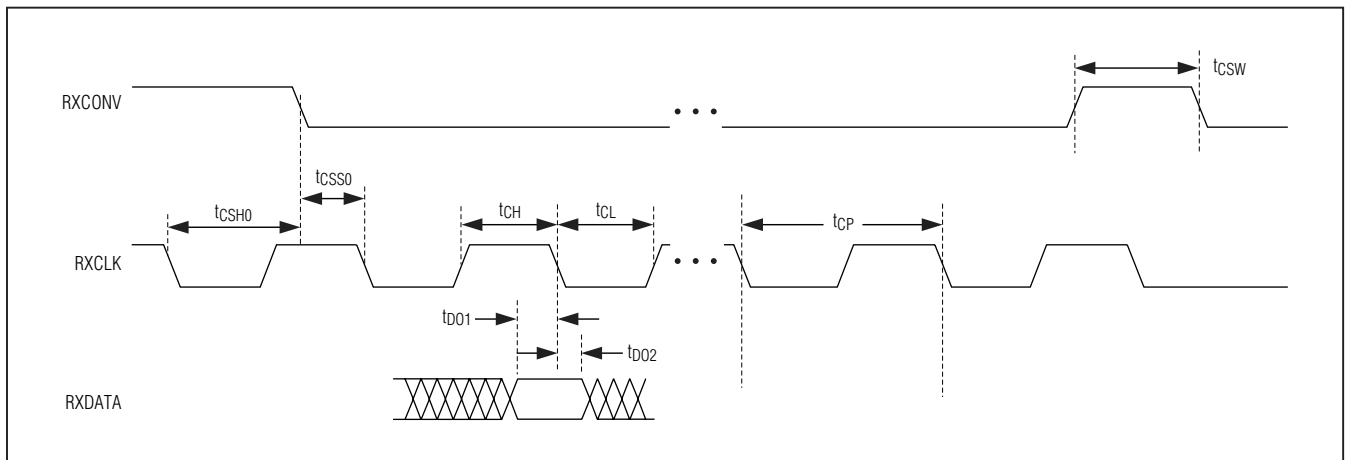 RXCONV
tCSW
tCSS0
tCSH0
tCH
tCL
tCP
RXCLK
tDO1
tDO2
RXDATA